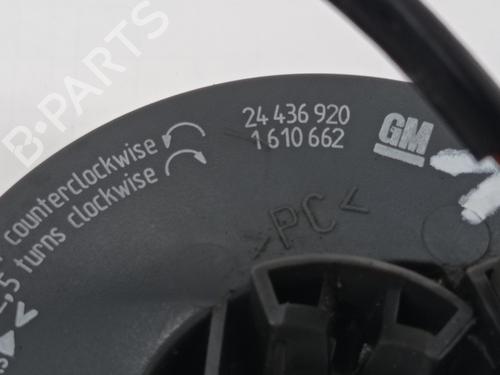 B-PARTS
24 436 920
1 610 662
GM
counterclockwise
,5 turns clockwise
>PC<